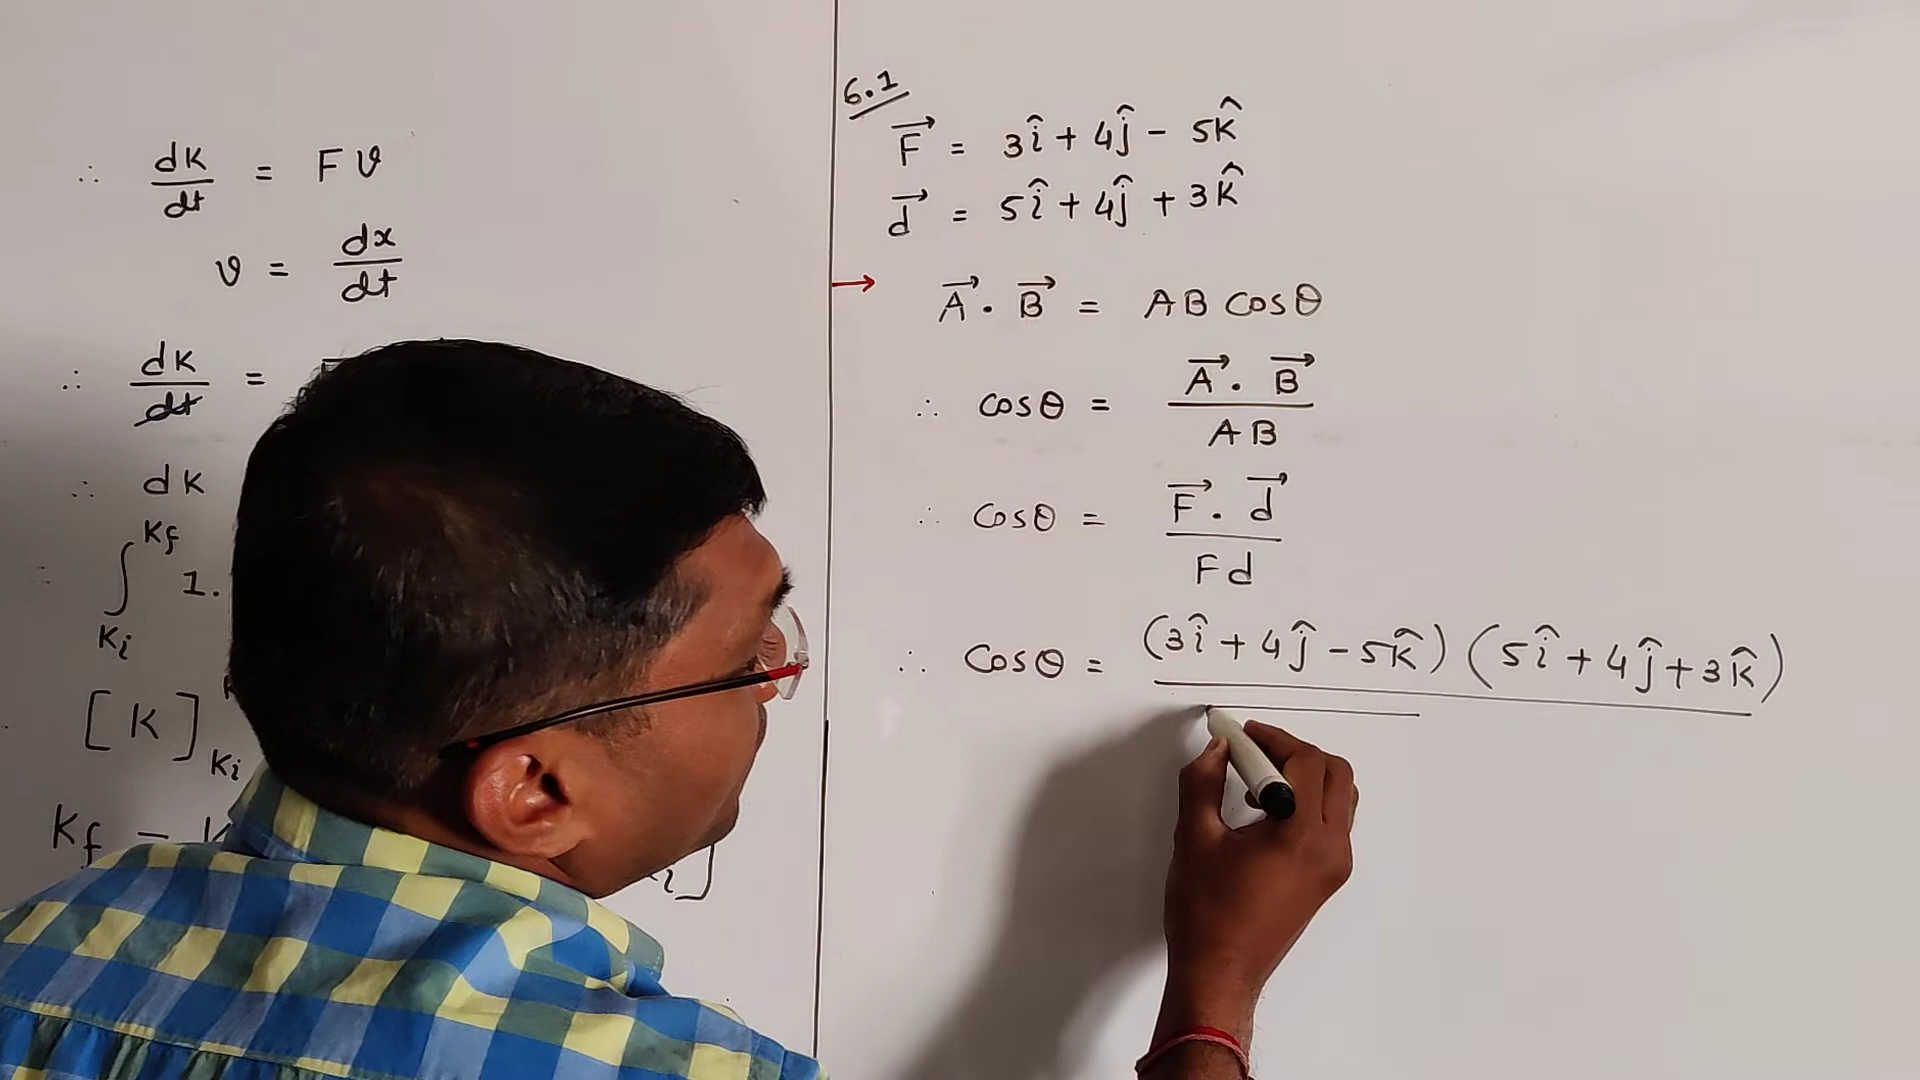 ∴ dK/dt = F v
v = dx/dt
∴ dK/dt =
∴ dK
∫ Kf Ki 1.
[K] Ki
Kf -
6.1
F⃗ = 3î + 4ĵ - 5k̂
d⃗ = 5î + 4ĵ + 3k̂
→ A⃗ . B⃗ = AB cosθ
∴ cosθ = A⃗ . B⃗ / AB
∴ cosθ = F⃗ . d⃗ / Fd
∴ cosθ = (3î + 4ĵ - 5k̂) (5î + 4ĵ + 3k̂)